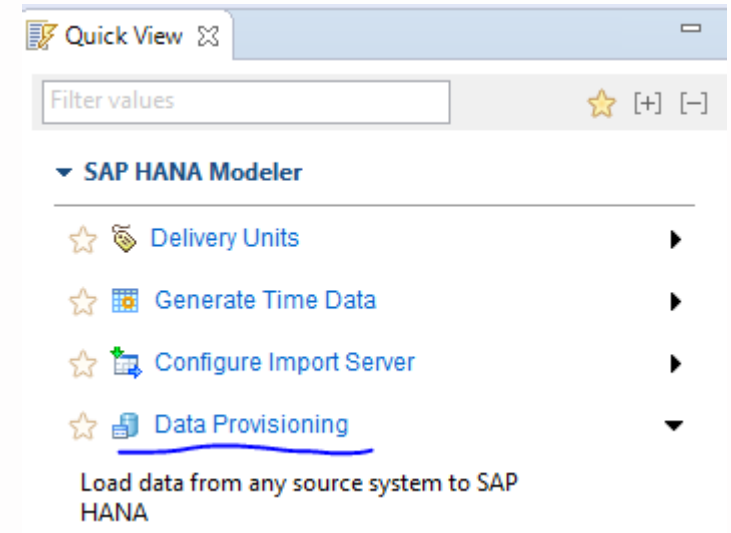 Quick View
Filter values
[+] [−]
SAP HANA Modeler
Delivery Units
Generate Time Data
Configure Import Server
Data Provisioning
Load data from any source system to SAP
HANA